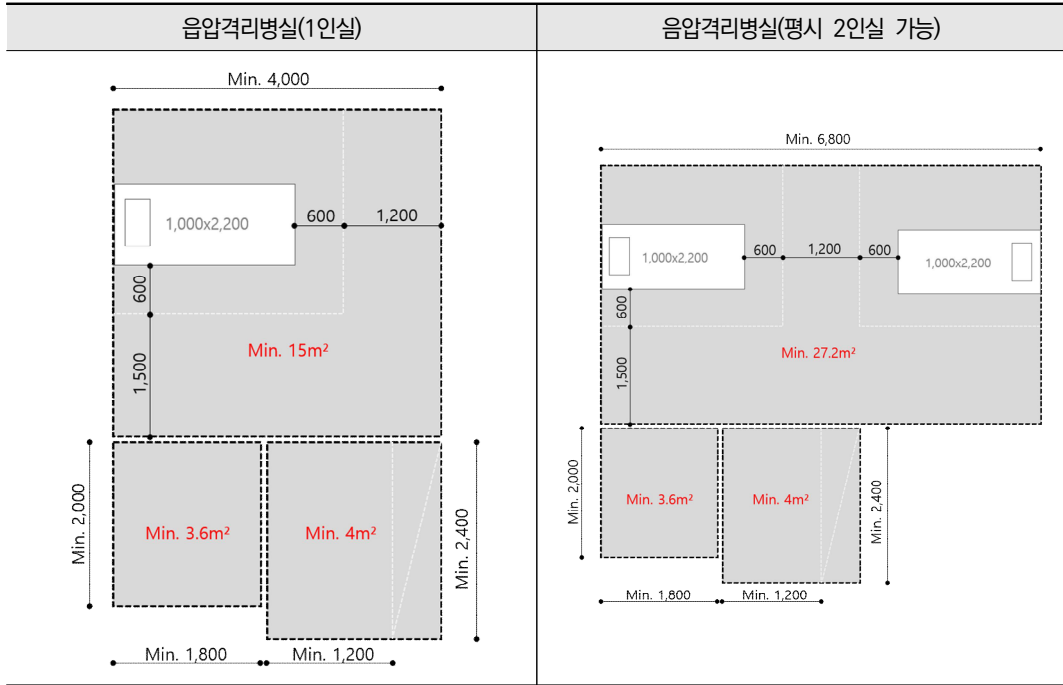 읍압격리병실(1인실)
음압격리병실(평시 2인실 가능)
Min. 4,000
1,000x2,200
600
1,200
600
1,500
Min. 15m²
Min. 2,000
Min. 3.6m²
Min. 4m²
Min. 2,400
Min. 1,800
Min. 1,200
Min. 6,800
1,000x2,200
600
1,200
600
1,000x2,200
600
1,500
Min. 27.2m²
Min. 2,000
Min. 3.6m²
Min. 4m²
Min. 2,400
Min. 1,800
Min. 1,200